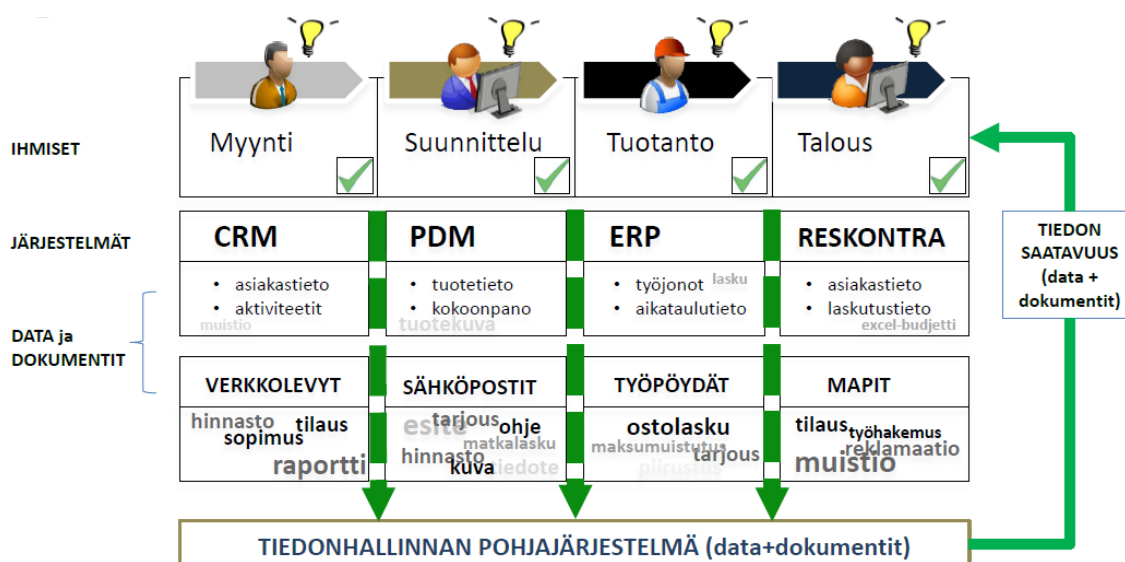 IHMISET
Myynti
Suunnittelu
Tuotanto
Talous
JÄRJESTELMÄT
CRM
PDM
ERP
RESKONTRA
TIEDON
SAATAVUUS
(data +
dokumentit)
DATA ja
DOKUMENTIT
• asiakastieto
• aktiviteetit
muistio
• tuotetieto
• kokoonpano
tuotekuva
• työjonot lasku
• aikataulutieto
• asiakastieto
• laskutustieto
excel-budjetti
VERKKOLEVYT
SÄHKÖPOSTIT
TYÖPÖYDÄT
MAPIT
hinnasto tilaus
sopimus
raportti
tarjous
esite ohje
matkalasku
hinnasto
kuva tiedote
ostolasku
maksumuistutus
tarjous
piirustus
tilaus
työhakemus
reklamaatio
muistio
TIEDONHALLINNAN POHJAJÄRJESTELMÄ (data+dokumentit)